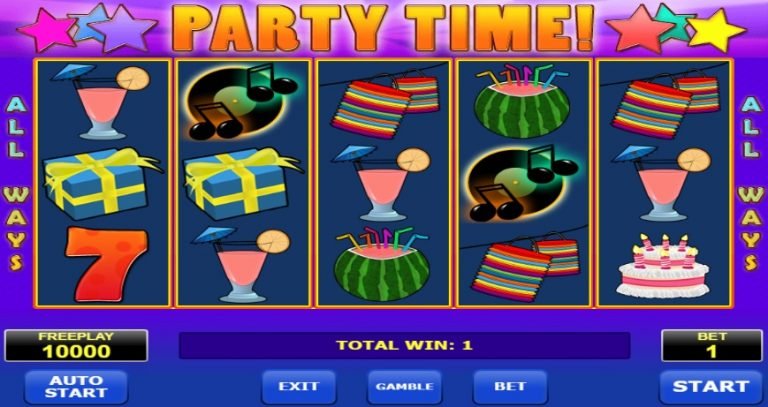 PARTY TIME!
ALL WAYS
ALL WAYS
7
FREEPLAY
10000
TOTAL WIN: 1
BET
1
AUTO
START
EXIT
GAMBLE
BET
START